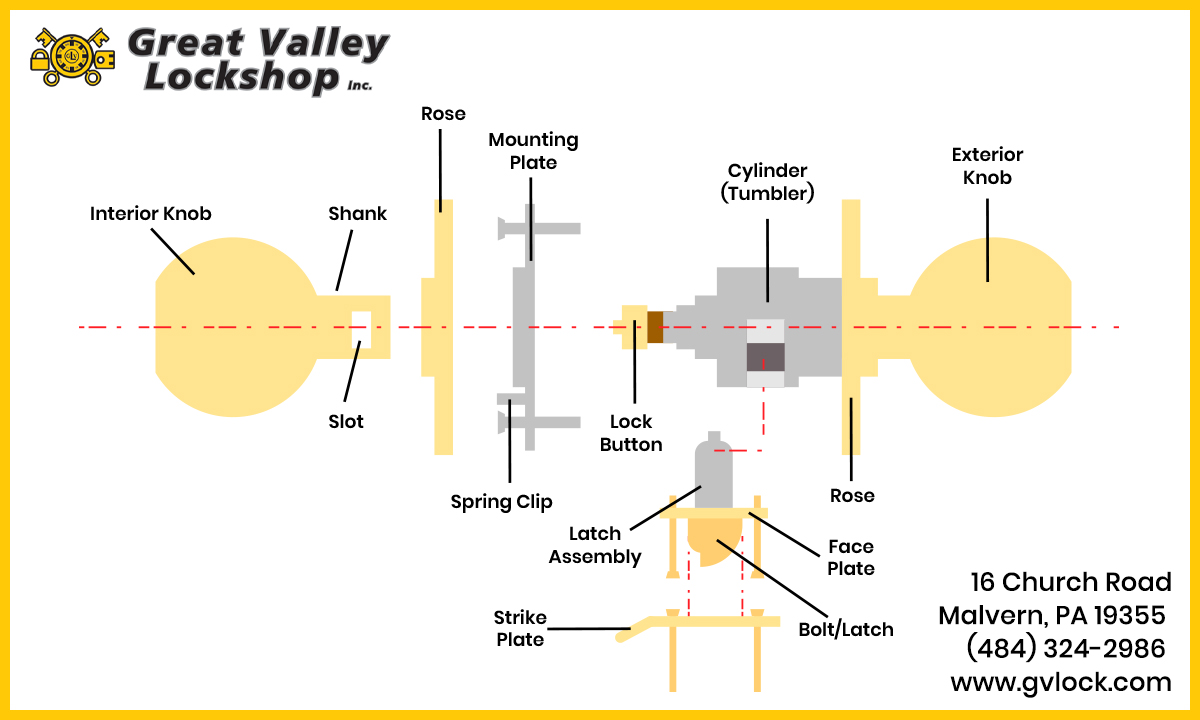 Great Valley
Lockshop Inc.
Rose
Mounting
Plate
Cylinder
(Tumbler)
Exterior
Knob
Interior Knob
Shank
Slot
Lock
Button
Spring Clip
Rose
Latch
Assembly
Face
Plate
Strike
Plate
Bolt/Latch
16 Church Road
Malvern, PA 19355
(484) 324-2986
www.gvlock.com